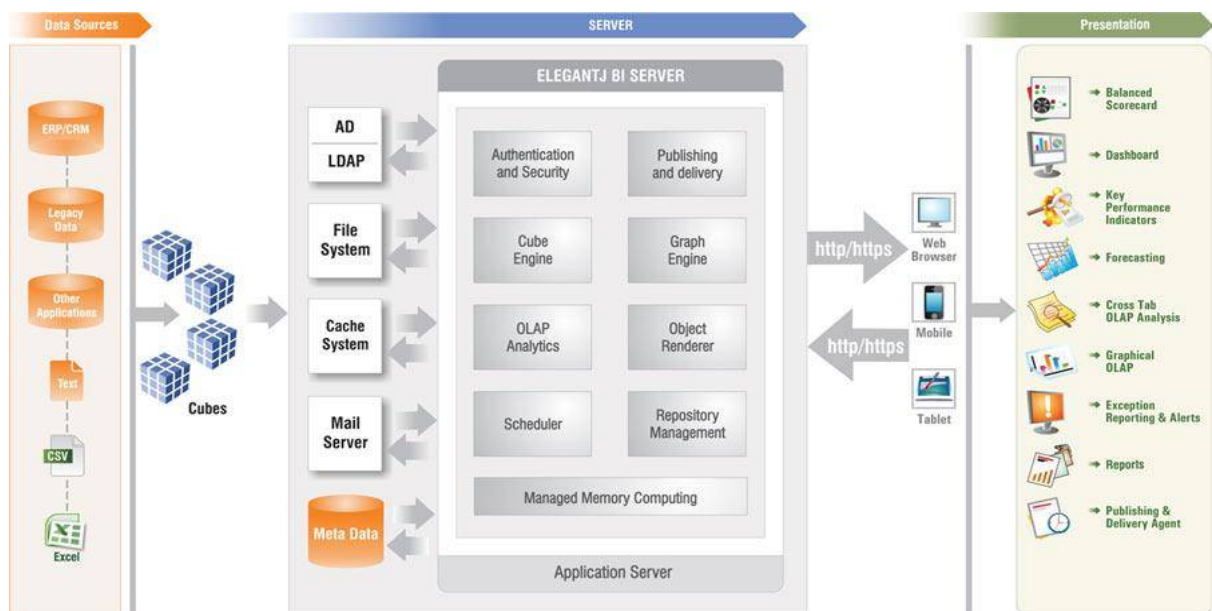 Data Sources
SERVER
Presentation
ERP/CRM
Legacy
Data
Other
Applications
Text
CSV
Excel
Cubes
AD
LDAP
File
System
Cache
System
Mail
Server
Meta Data
ELEGANTJ BI SERVER
Authentication
and Security
Publishing
and delivery
Cube
Engine
Graph
Engine
OLAP
Analytics
Object
Renderer
Scheduler
Repository
Management
Managed Memory Computing
Application Server
http/https
http/https
Web
Browser
Mobile
Tablet
Balanced
Scorecard
Dashboard
Key
Performance
Indicators
Forecasting
Cross Tab
OLAP Analysis
Graphical
OLAP
Exception
Reporting & Alerts
Reports
Publishing &
Delivery Agent